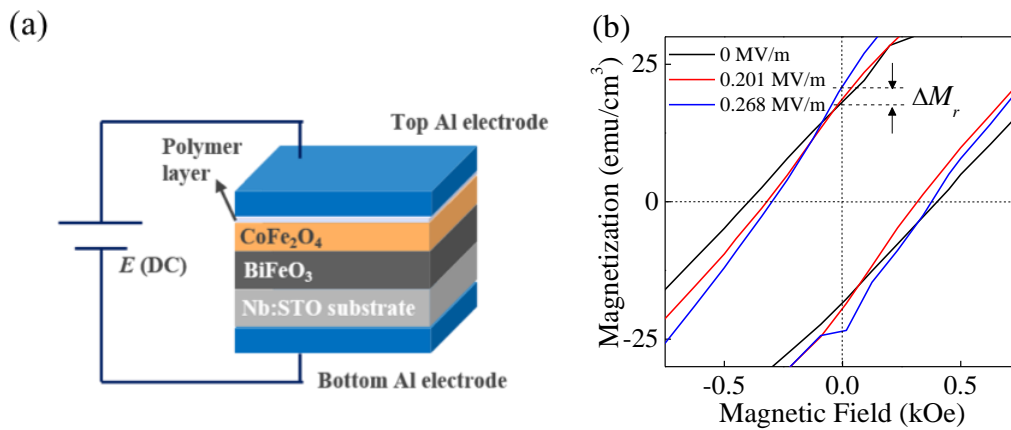 (a)
Top Al electrode
Polymer
layer
CoFe₂O₄
BiFeO₃
Nb:STO substrate
E (DC)
Bottom Al electrode
(b)
0 MV/m
0.201 MV/m
0.268 MV/m
ΔMᵣ
25
0
-25
Magnetization (emu/cm³)
-0.5
0.0
0.5
Magnetic Field (kOe)